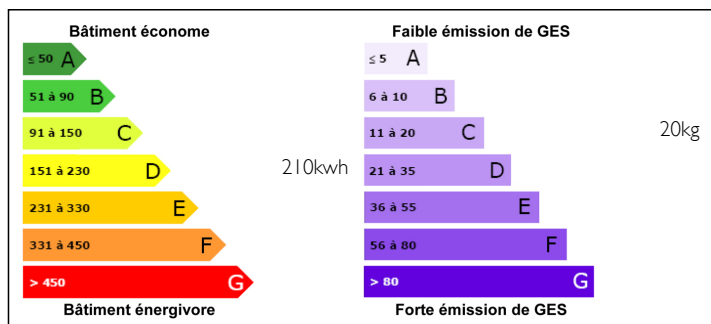 Bâtiment économe
≤ 50 A
51 à 90 B
91 à 150 C
151 à 230 D
231 à 330 E
331 à 450 F
> 450 G
Bâtiment énergivore
210kwh
Faible émission de GES
≤ 5 A
6 à 10 B
11 à 20 C
21 à 35 D
36 à 55 E
56 à 80 F
> 80 G
Forte émission de GES
20kg